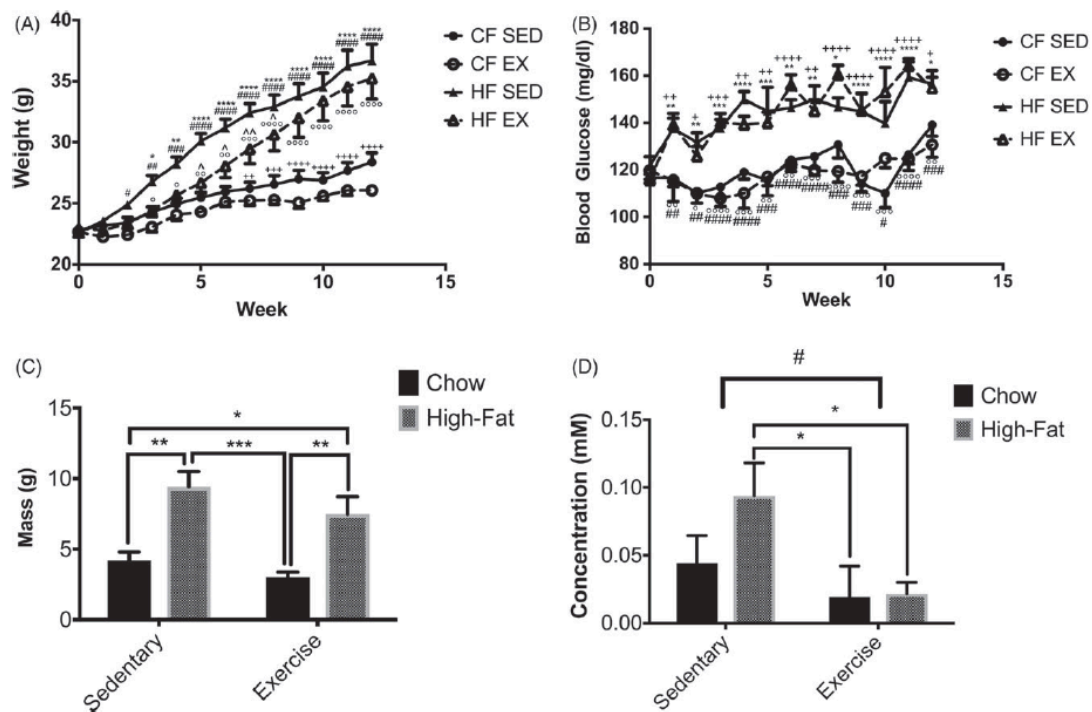 (A)
40
35
30
25
20
Weight (g)
0
5
10
15
Week
CF SED
CF EX
HF SED
HF EX
(B)
180
160
140
120
100
80
Blood Glucose (mg/dl)
0
5
10
15
Week
CF SED
CF EX
HF SED
HF EX
(C)
Chow
High-Fat
15
10
5
0
Mass (g)
*
**
***
**
Sedentary
Exercise
(D)
#
Chow
High-Fat
0.15
0.10
0.05
0.00
Concentration (mM)
*
*
Sedentary
Exercise